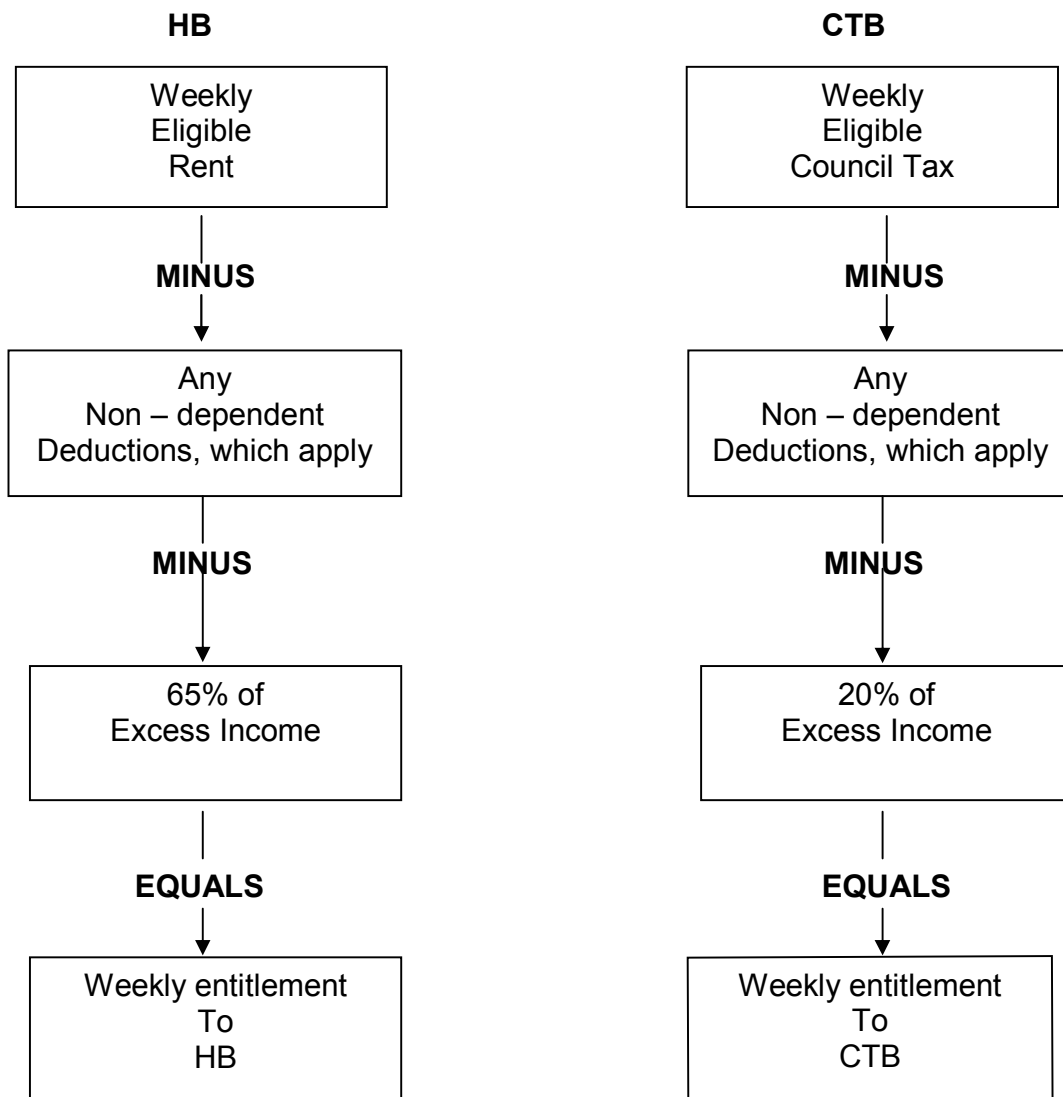 HB
Weekly
Eligible
Rent
MINUS
Any
Non – dependent
Deductions, which apply
MINUS
65% of
Excess Income
EQUALS
Weekly entitlement
To
HB
CTB
Weekly
Eligible
Council Tax
MINUS
Any
Non – dependent
Deductions, which apply
MINUS
20% of
Excess Income
EQUALS
Weekly entitlement
To
CTB